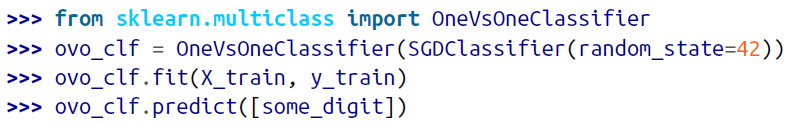 >>> from sklearn.multiclass import OneVsOneClassifier
>>> ovo_clf = OneVsOneClassifier(SGDClassifier(random_state=42))
>>> ovo_clf.fit(X_train, y_train)
>>> ovo_clf.predict([some_digit])